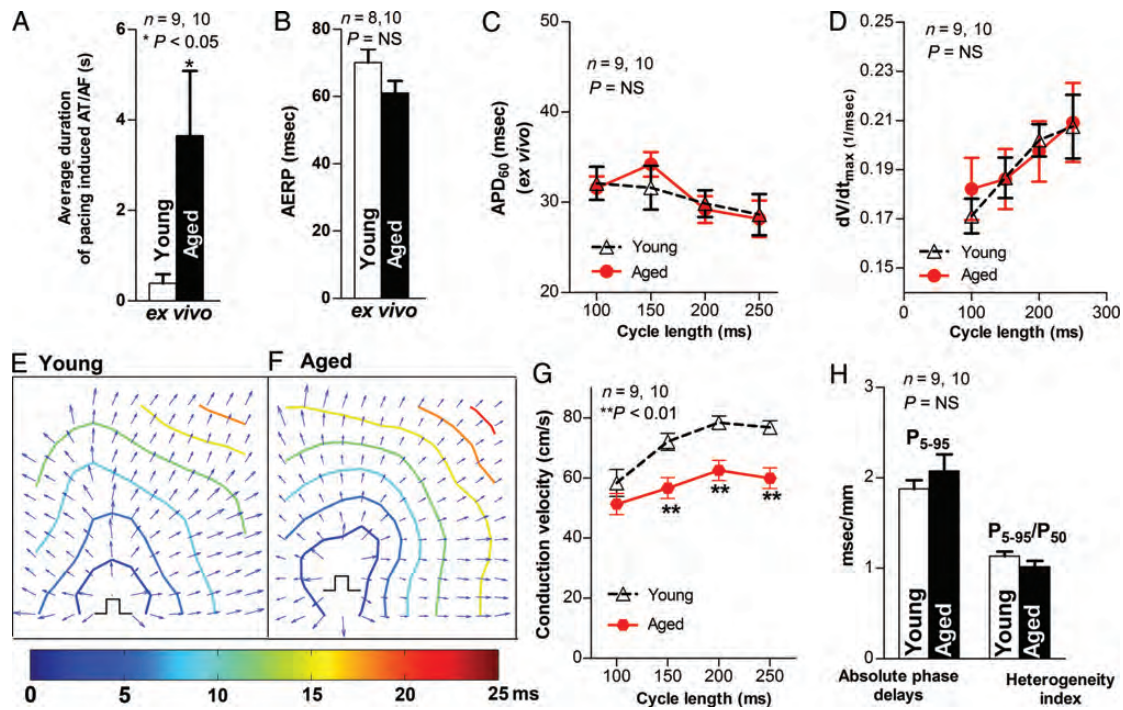 A
n = 9, 10
* P < 0.05
*
Average duration
of pacing induced AT/AF (s)
6
4
2
0
Young
Aged
ex vivo
B
n = 8,10
P = NS
AERP (msec)
80
60
40
20
0
Young
Aged
ex vivo
C
n = 9, 10
P = NS
APD60 (msec)
(ex vivo)
50
40
30
20
Young
Aged
100 150 200 250
Cycle length (ms)
D
n = 9, 10
P = NS
dV/dtmax (1/msec)
0.25
0.23
0.21
0.19
0.17
0.15
Young
Aged
0 100 200 300
Cycle length (ms)
E Young
F Aged
0 5 10 15 20 25 ms
G
n = 9, 10
**P < 0.01
Conduction velocity (cm/s)
100
80
60
40
20
0
** ** **
Young
Aged
100 150 200 250
Cycle length (ms)
H
n = 9, 10
P = NS
msec/mm
3
2
1
0
P5-95
P5-95/P50
Young
Aged
Young
Aged
Absolute phase
delays
Heterogeneity
index